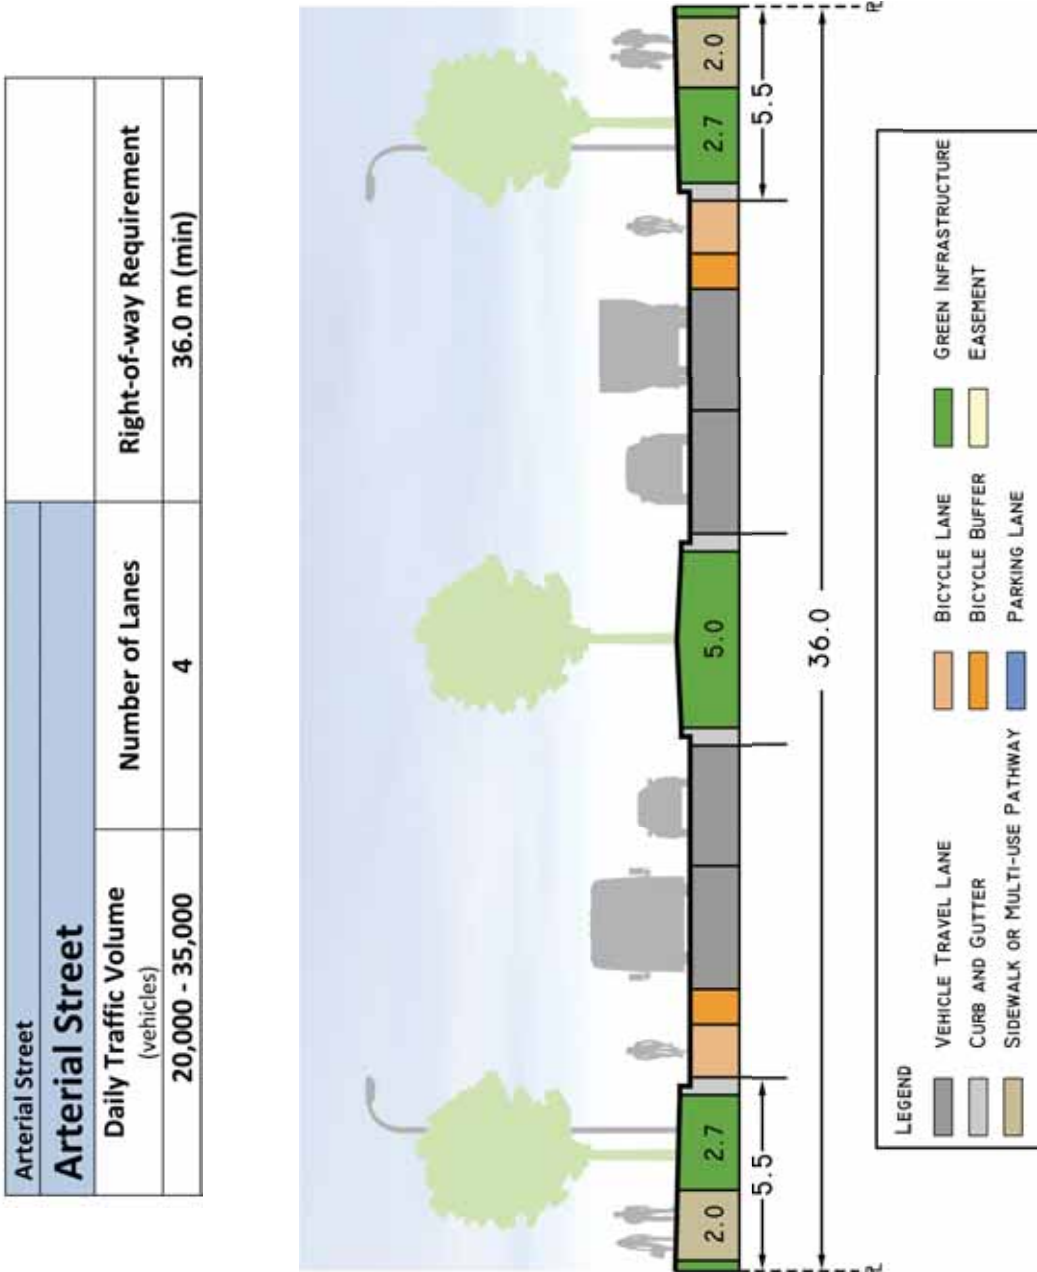 Arterial Street
Arterial Street
Daily Traffic Volume
(vehicles)
Number of Lanes
Right-of-way Requirement
20,000 - 35,000
4
36.0 m (min)
2.0
2.7
5.0
2.7
2.0
5.5
5.5
36.0
LEGEND
VEHICLE TRAVEL LANE
CURB AND GUTTER
SIDEWALK OR MULTI-USE PATHWAY
BICYCLE LANE
BICYCLE BUFFER
PARKING LANE
GREEN INFRASTRUCTURE
EASEMENT